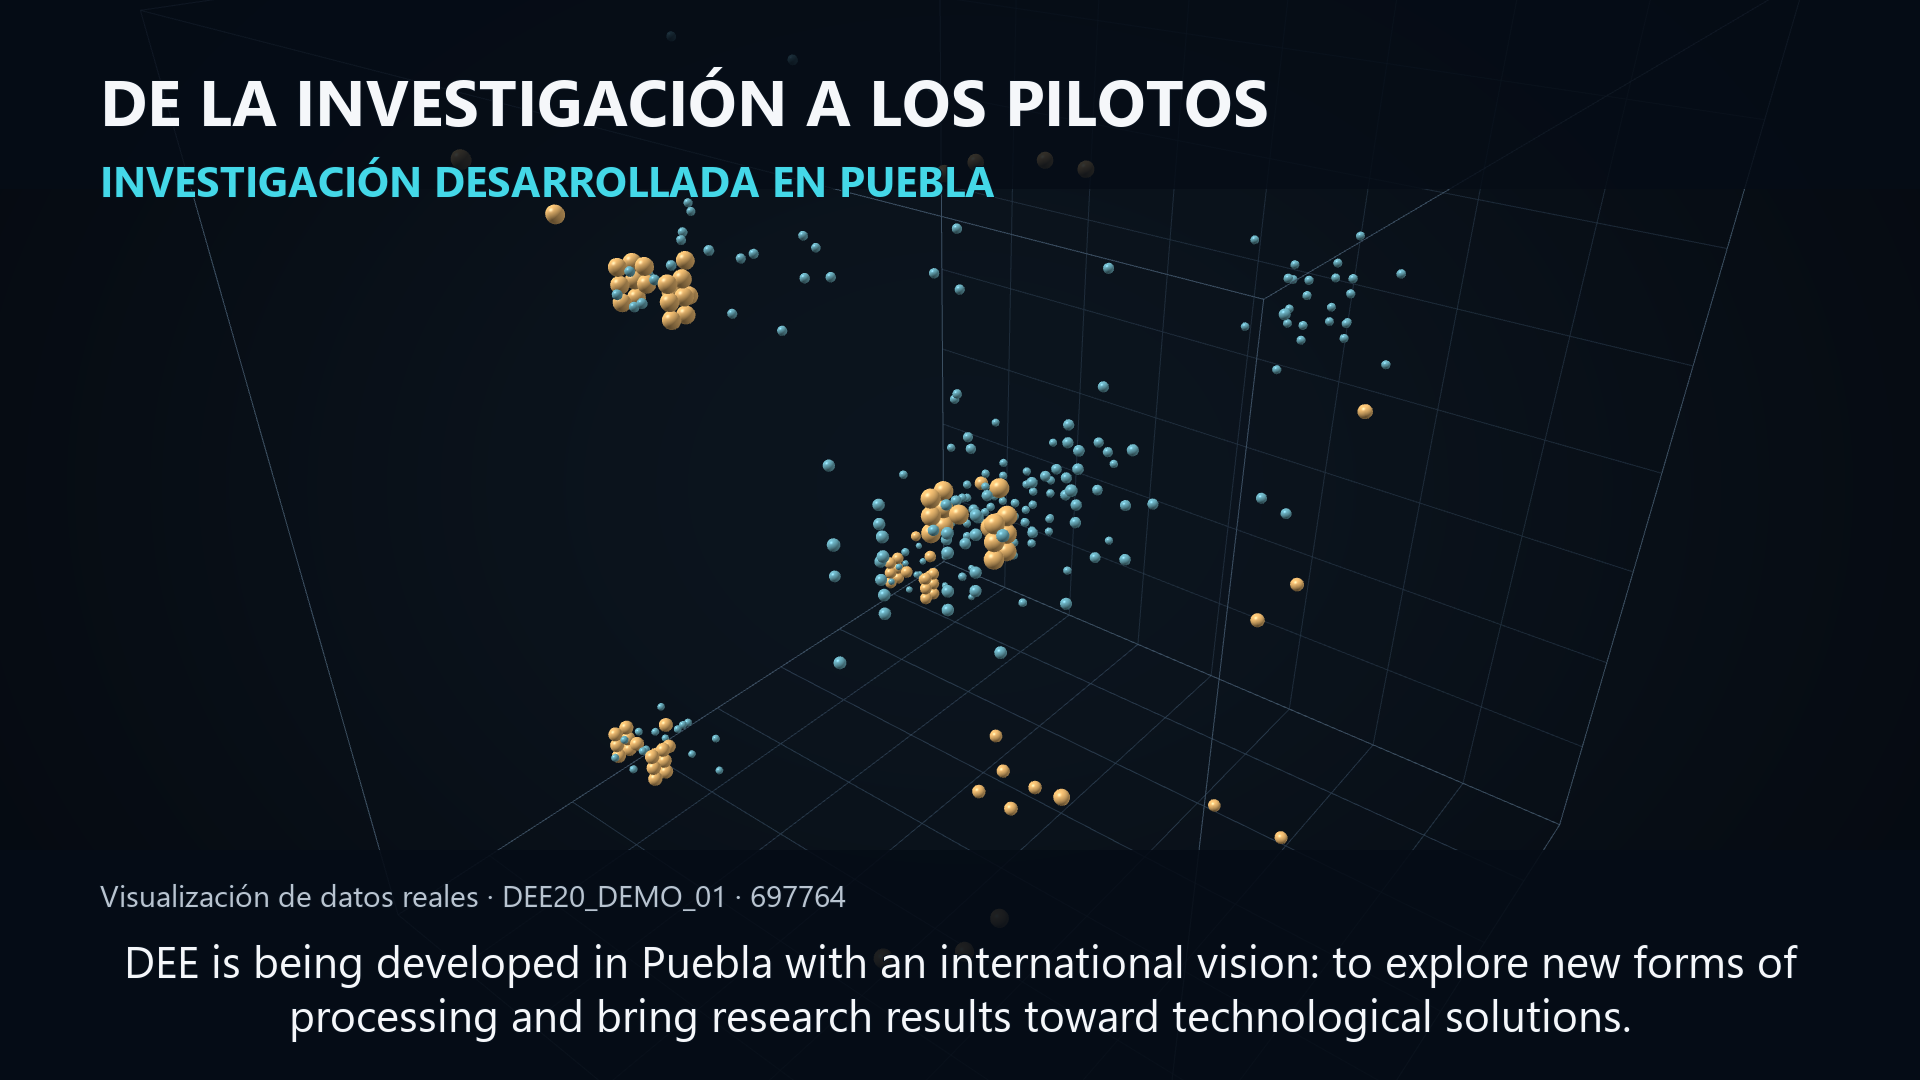 DE LA INVESTIGACIÓN A LOS PILOTOS
INVESTIGACIÓN DESARROLLADA EN PUEBLA
Visualización de datos reales · DEE20_DEMO_01 · 697764
DEE is being developed in Puebla with an international vision: to explore new forms of
processing and bring research results toward technological solutions.